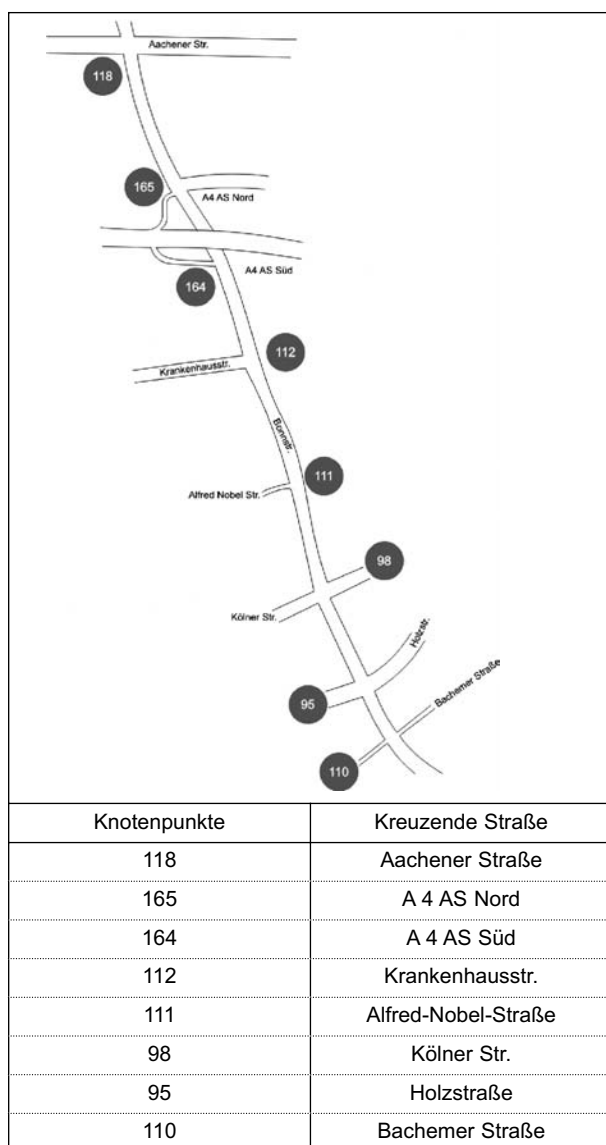 Aachener Str.
118
165
A4 AS Nord
A4 AS Süd
164
112
Krankenhausstr.
Bonnstr.
111
Alfred Nobel Str.
98
Kölner Str.
Holzstr.
95
Bachemer Straße
110
Knotenpunkte Kreuzende Straße
118 Aachener Straße
165 A 4 AS Nord
164 A 4 AS Süd
112 Krankenhausstr.
111 Alfred-Nobel-Straße
98 Kölner Str.
95 Holzstraße
110 Bachemer Straße